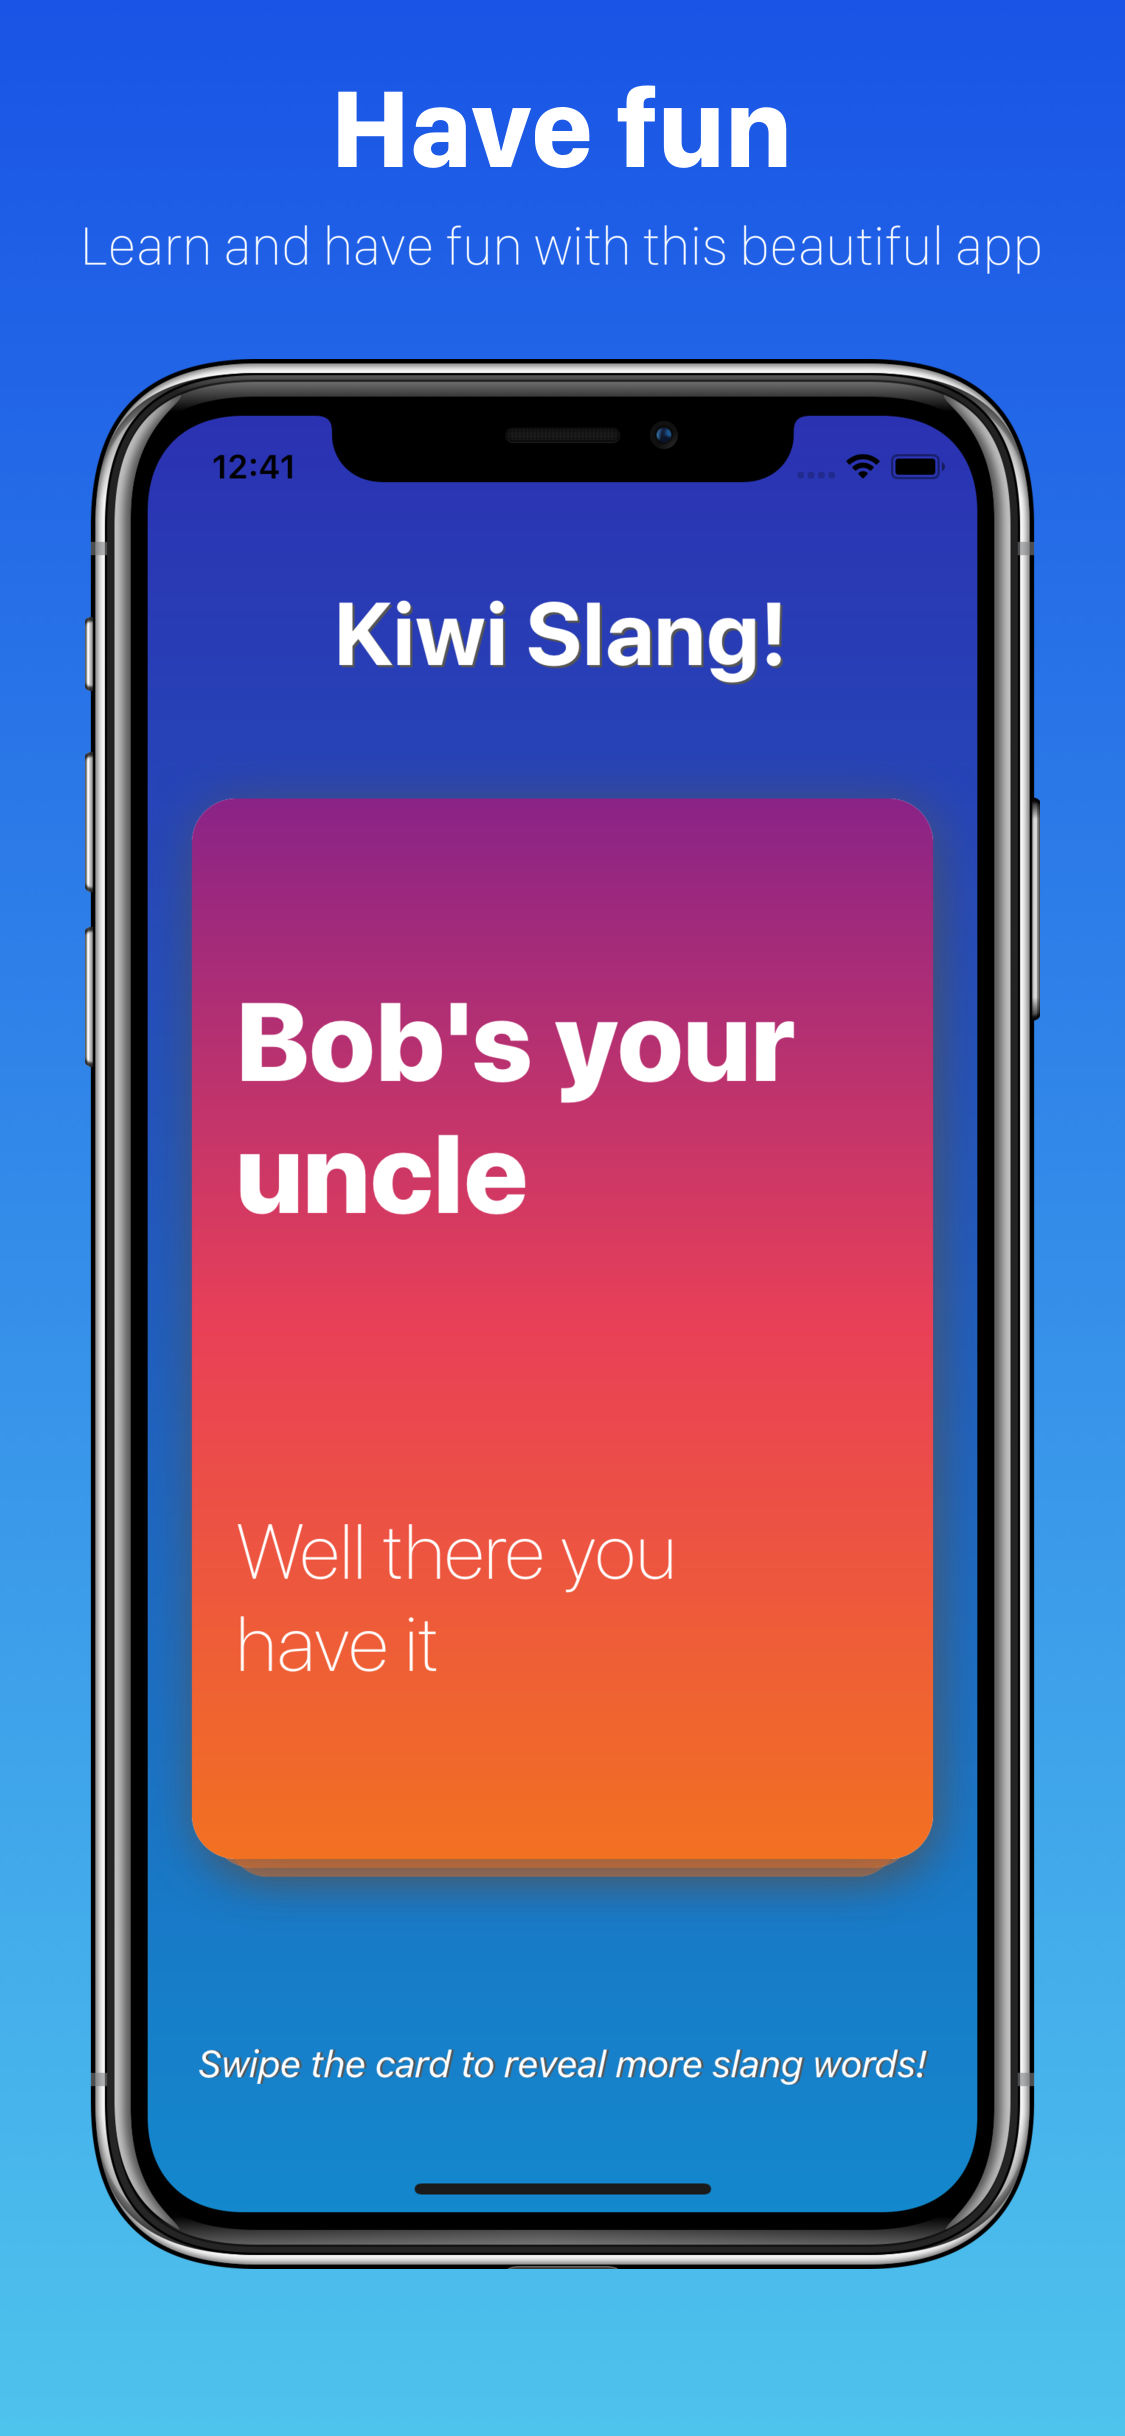 Have fun
Learn and have fun with this beautiful app
12:41
Kiwi Slang!
Bob's your
uncle
Well there you
have it
Swipe the card to reveal more slang words!